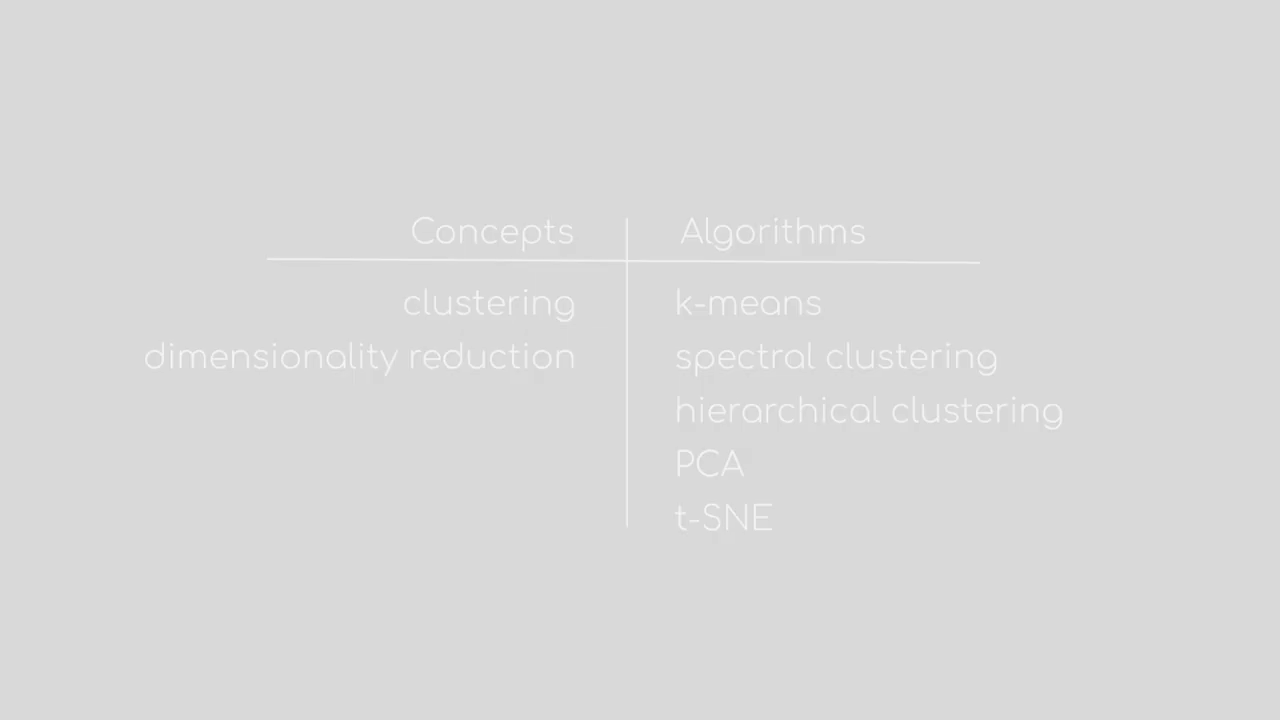 Concepts Algorithms
clustering k-means
dimensionality reduction spectral clustering
hierarchical clustering
PCA
t-SNE